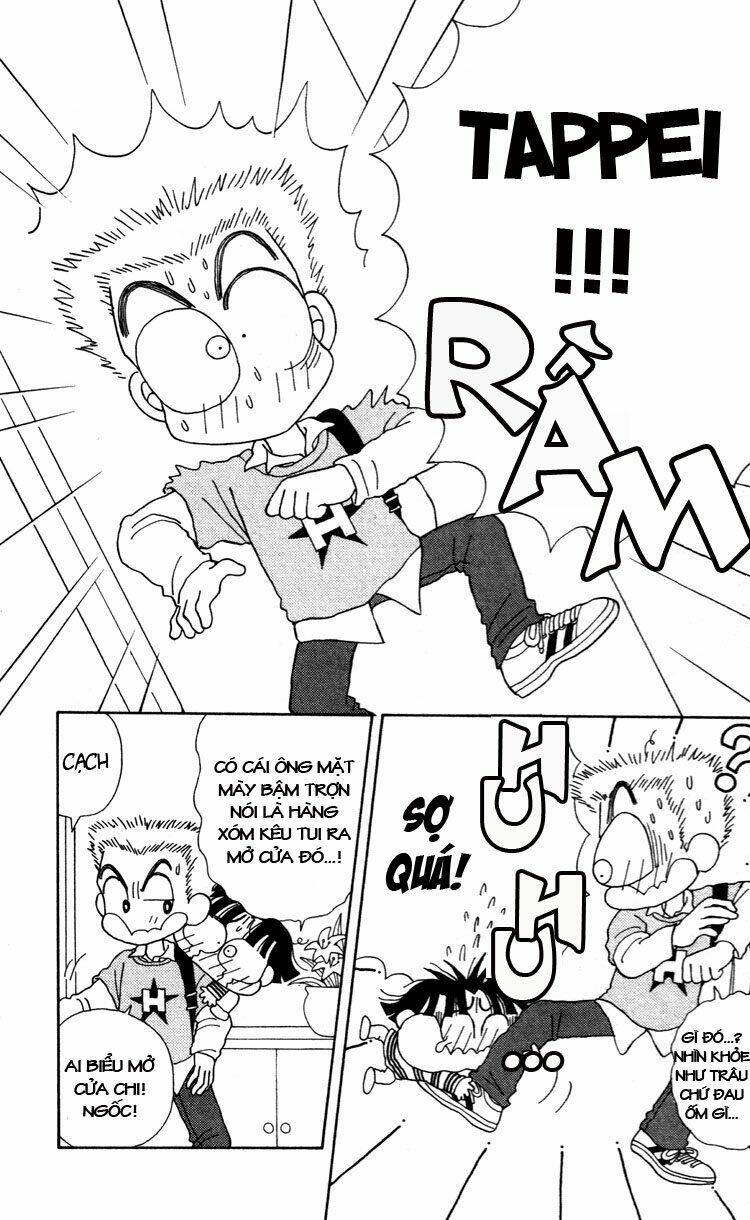 TAPPEI
!!!
RẦM
?
HU
HU
...
SỢ
QUÁ!
GÌ ĐÓ...?
NHÌN KHỎE
NHƯ TRÂU
CHỨ ĐAU
ỐM GÌ...
H
CÓ CÁI ÔNG MẶT
MÀY BẬM TRỢN
NÓI LÀ HÀNG
XÓM KÊU TUI RA
MỞ CỬA ĐÓ...!
CẠCH
H
AI BIỂU MỞ
CỬA CHI!
NGỐC!